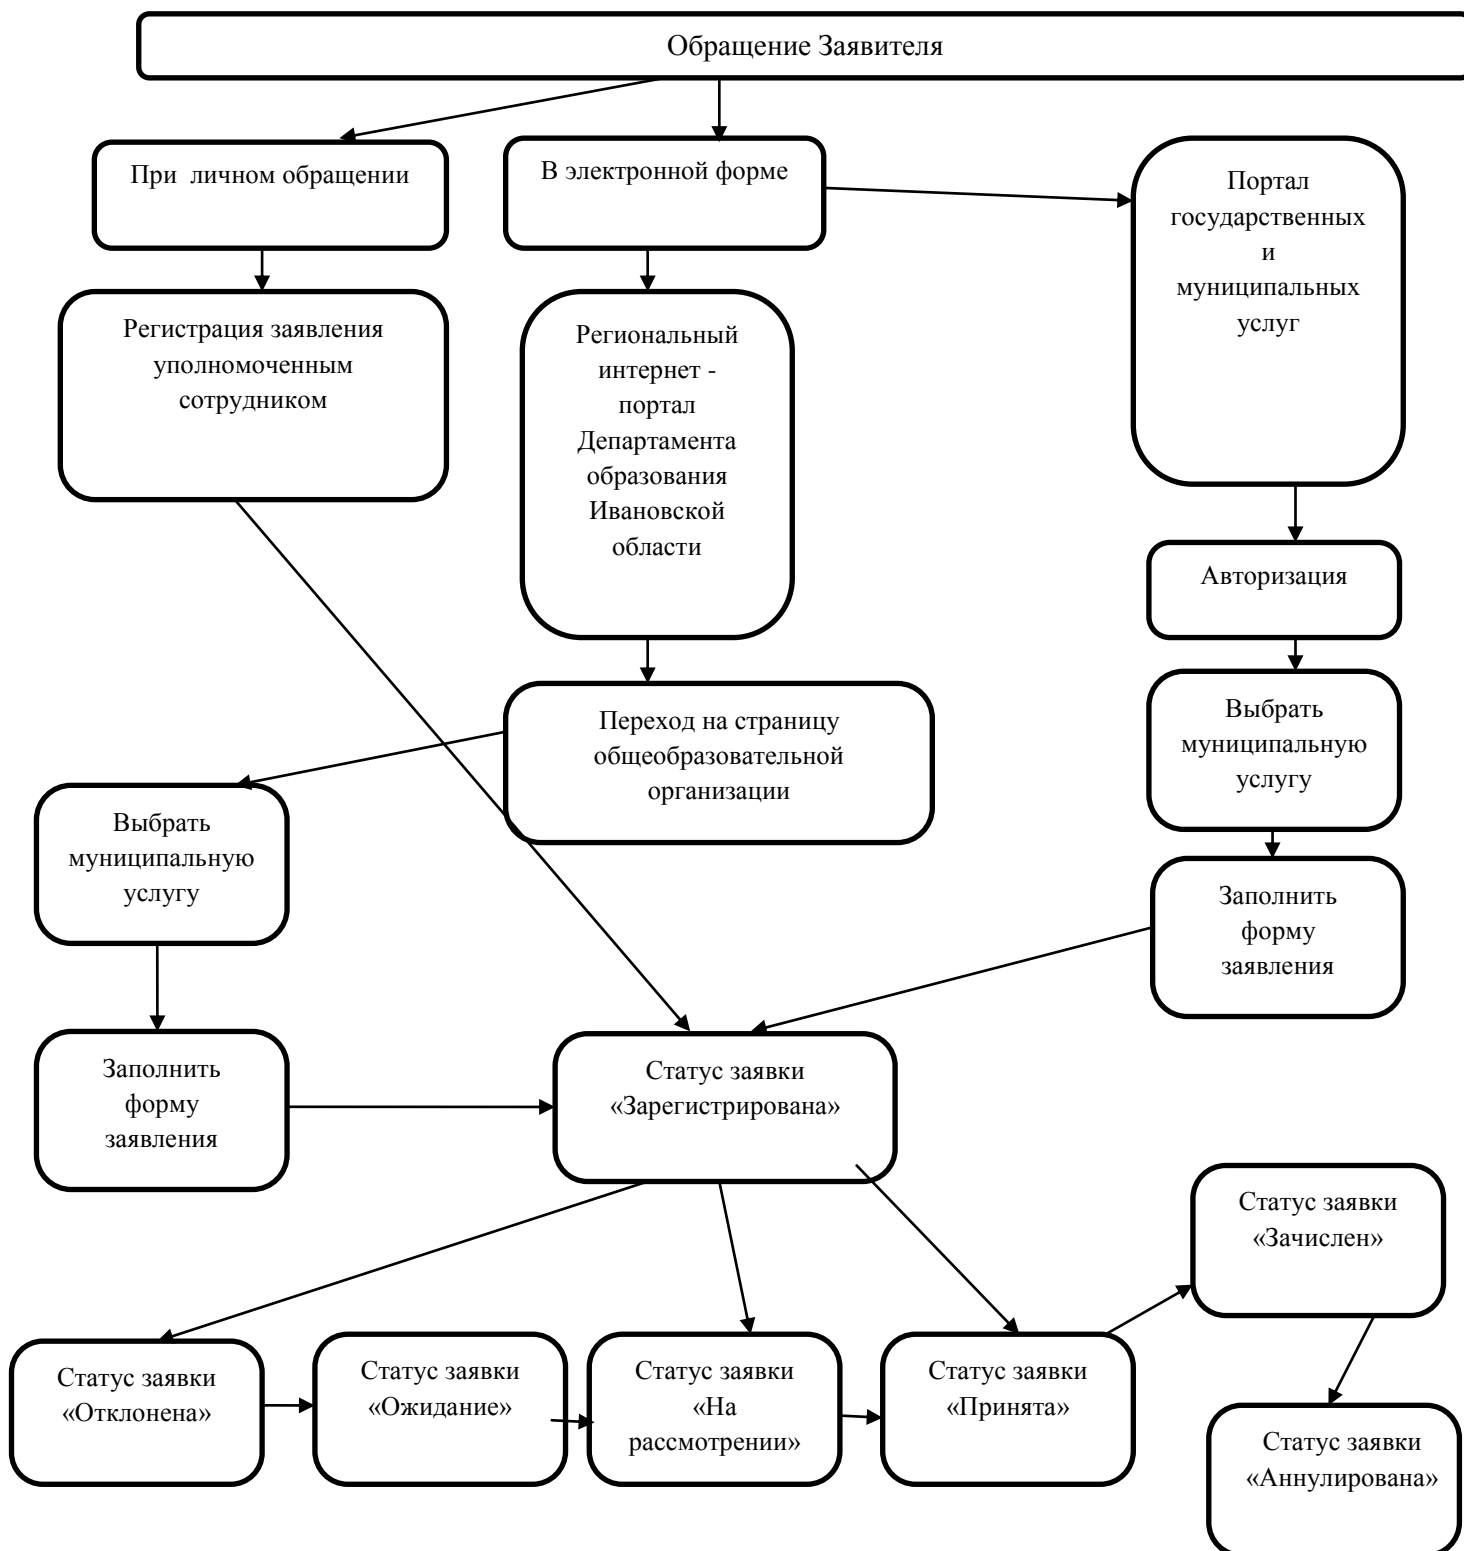 Обращение Заявителя
При личном обращении
В электронной форме
Портал
государственных
и
муниципальных
услуг
Регистрация заявления
уполномоченным
сотрудником
Региональный
интернет -
портал
Департамента
образования
Ивановской
области
Авторизация
Переход на страницу
общеобразовательной
организации
Выбрать
муниципальную
услугу
Выбрать
муниципальную
услугу
Заполнить
форму
заявления
Заполнить
форму
заявления
Статус заявки
«Зарегистрирована»
Статус заявки
«Зачислен»
Статус заявки
«Отклонена»
Статус заявки
«Ожидание»
Статус заявки
«На
рассмотрении»
Статус заявки
«Принята»
Статус заявки
«Аннулирована»